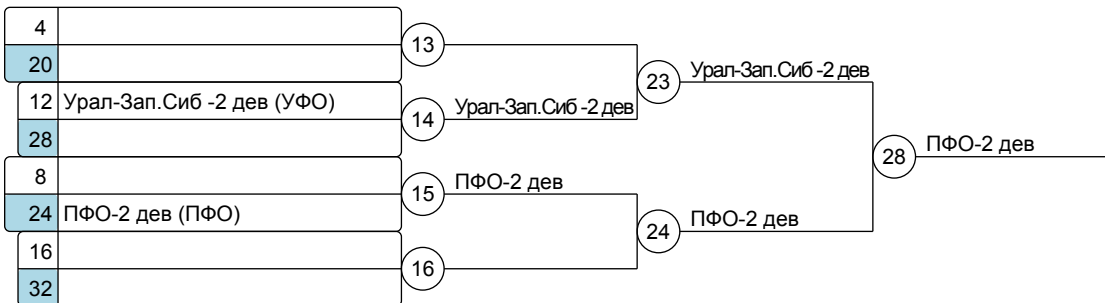 4
20
13
12 Урал-Зап.Сиб -2 дев (УФО)
28
14 Урал-Зап.Сиб -2 дев
23 Урал-Зап.Сиб -2 дев
8
24 ПФО-2 дев (ПФО)
15 ПФО-2 дев
16
32
16
24 ПФО-2 дев
28 ПФО-2 дев